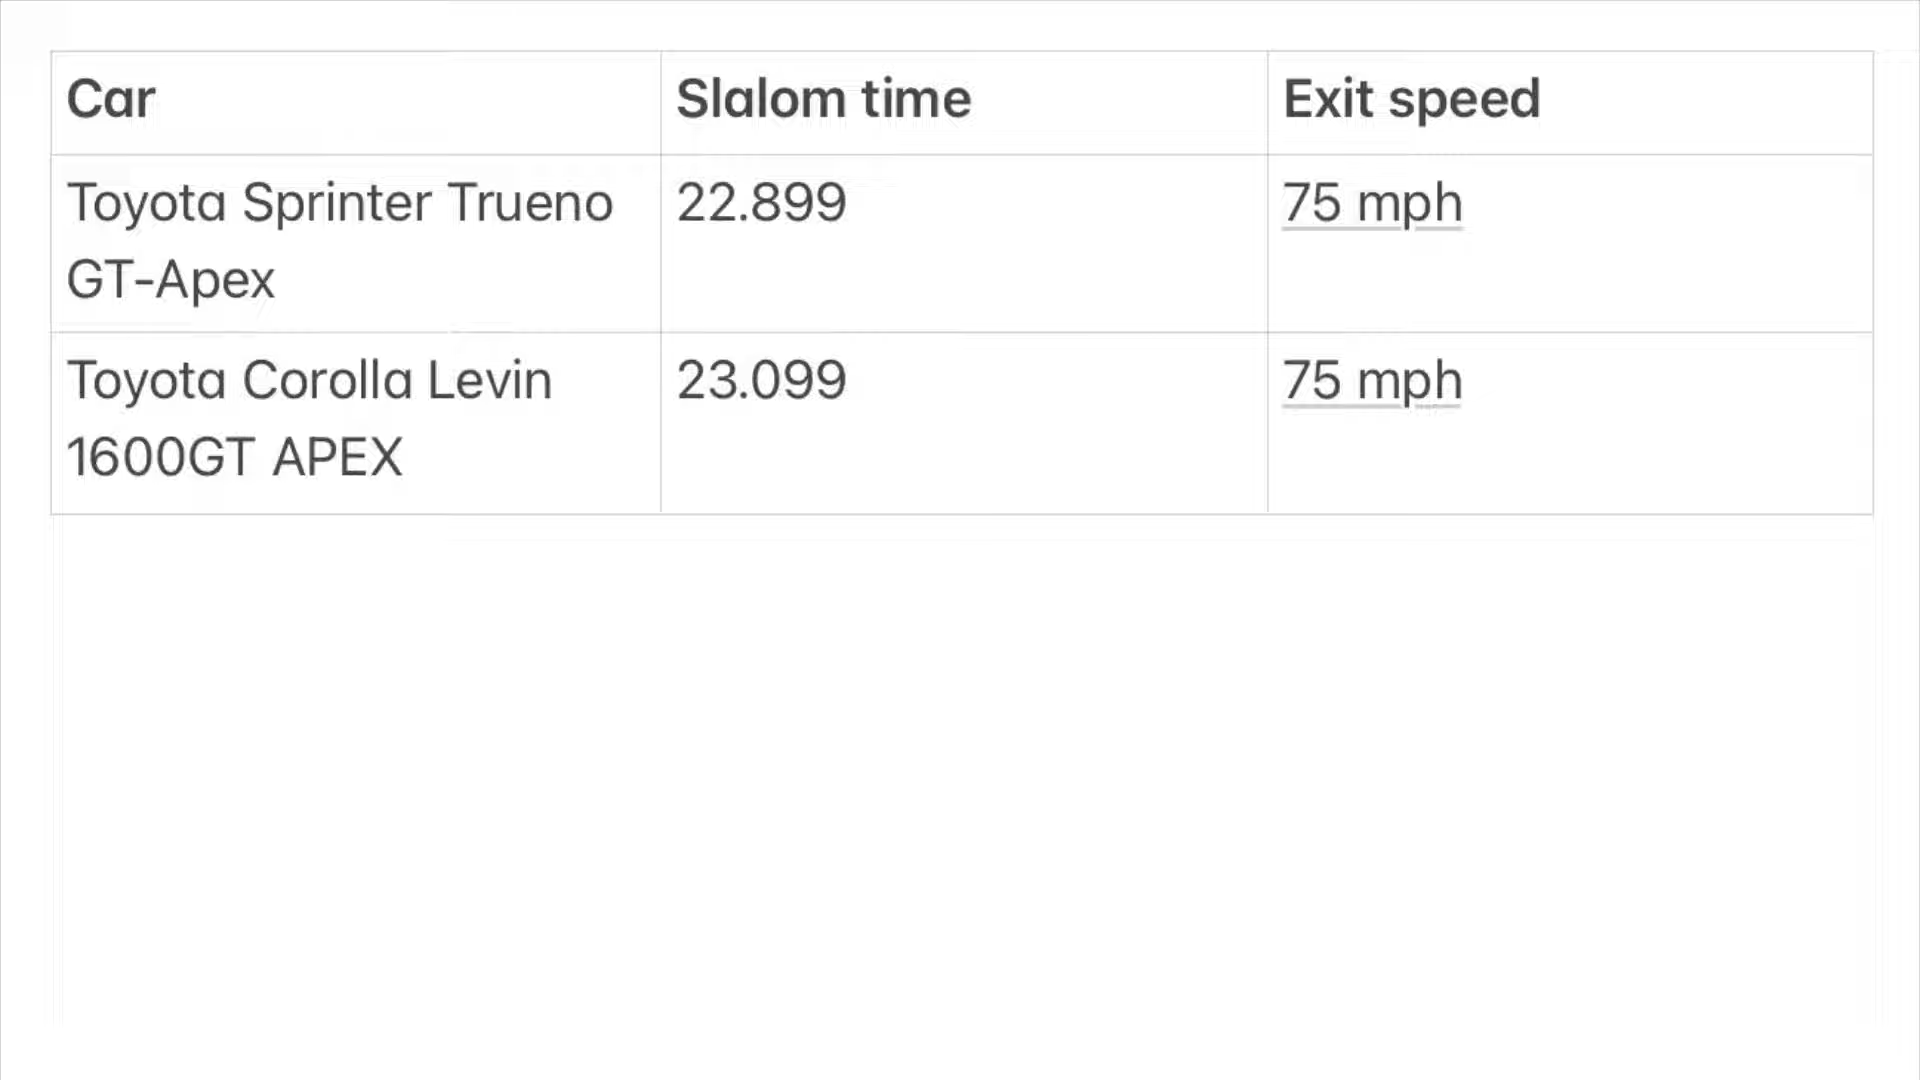 Car Slalom time Exit speed
Toyota Sprinter Trueno 22.899 75 mph
GT-Apex
Toyota Corolla Levin 23.099 75 mph
1600GT APEX